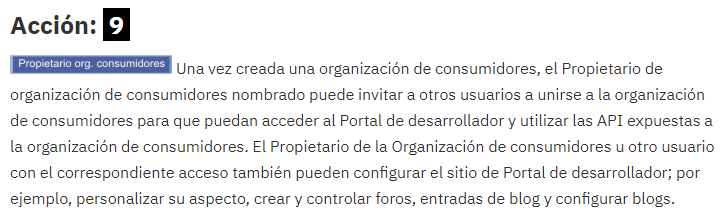 Acción: 9
Propietario org. consumidores Una vez creada una organización de consumidores, el Propietario de
organización de consumidores nombrado puede invitar a otros usuarios a unirse a la organización
de consumidores para que puedan acceder al Portal de desarrollador y utilizar las API expuestas a
la organización de consumidores. El Propietario de la Organización de consumidores u otro usuario
con el correspondiente acceso también pueden configurar el sitio de Portal de desarrollador; por
ejemplo, personalizar su aspecto, crear y controlar foros, entradas de blog y configurar blogs.